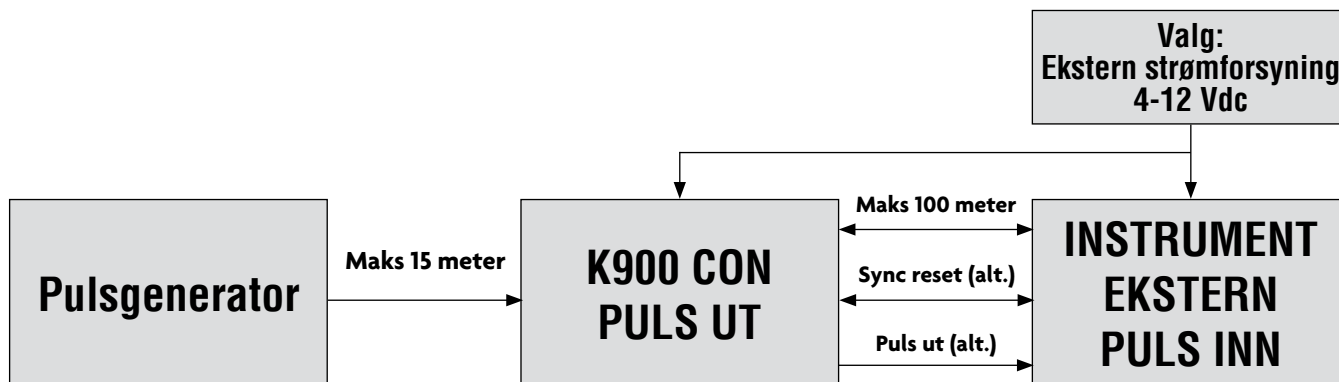 Valg:
Ekstern strømforsyning
4-12 Vdc
Pulsgenerator
Maks 15 meter
K900 CON
PULS UT
Maks 100 meter
Sync reset (alt.)
Puls ut (alt.)
INSTRUMENT
EKSTERN
PULS INN